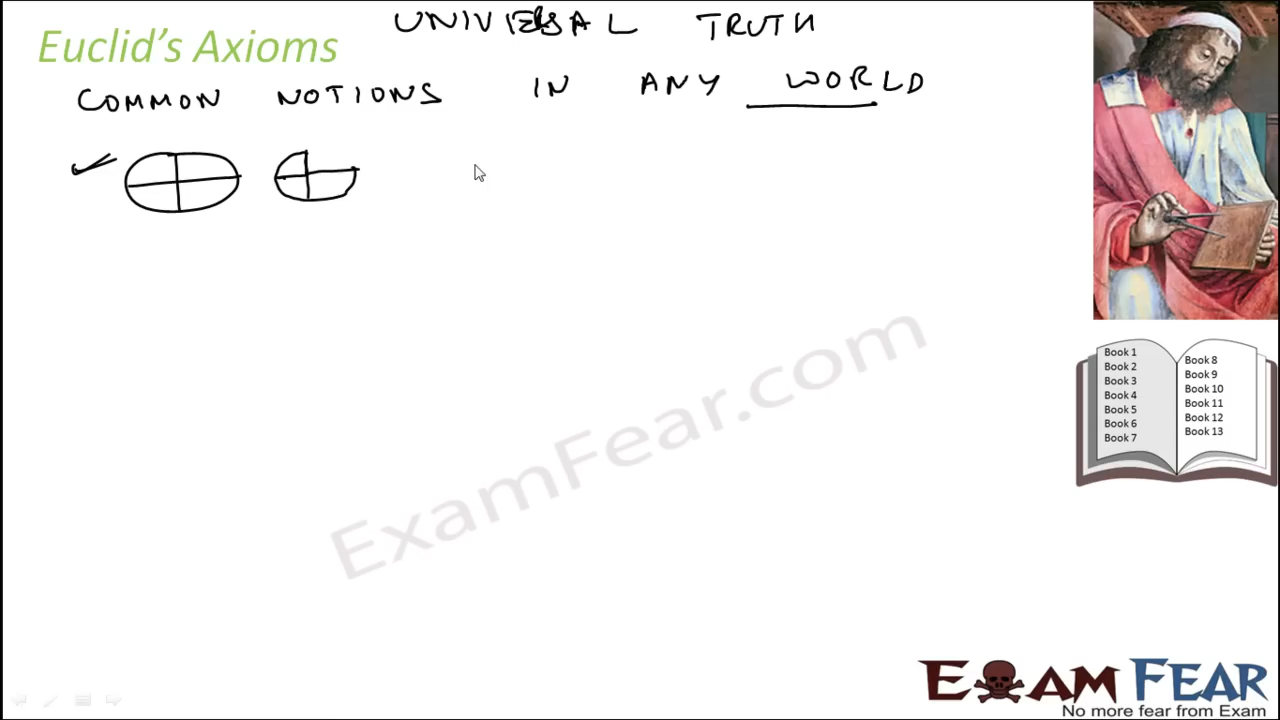 UNIVERSAL TRUTH
Euclid's Axioms
COMMON NOTIONS IN ANY WORLD
Book 1
Book 2
Book 3
Book 4
Book 5
Book 6
Book 7
Book 8
Book 9
Book 10
Book 11
Book 12
Book 13
ExamFear.com
EXAM FEAR
No more fear from Exam